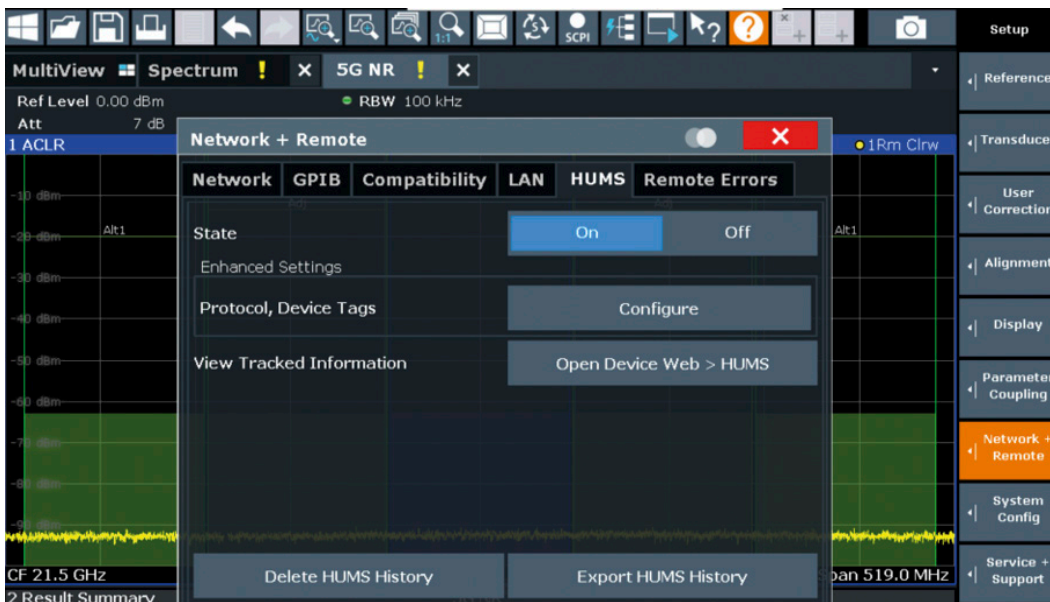 1:1
SCPI
Setup
MultiView Spectrum ! X 5G NR ! X
Ref Level 0.00 dBm RBW 100 kHz
Att 7 dB
1 ACLR
1Rm Clrw
Network + Remote
Network GPIB Compatibility LAN HUMS Remote Errors
State On Off
Enhanced Settings
Protocol, Device Tags Configure
View Tracked Information Open Device Web > HUMS
Delete HUMS History Export HUMS History
-10 dBm
Alt1 Alt1
-20 dBm
-30 dBm
-40 dBm
-50 dBm
-60 dBm
-70 dBm
-80 dBm
-90 dBm
CF 21.5 GHz 519.0 MHz
2 Result Summary
Reference
Transduce
User
Correction
Alignment
Display
Parameter
Coupling
Network +
Remote
System
Config
Service +
Support